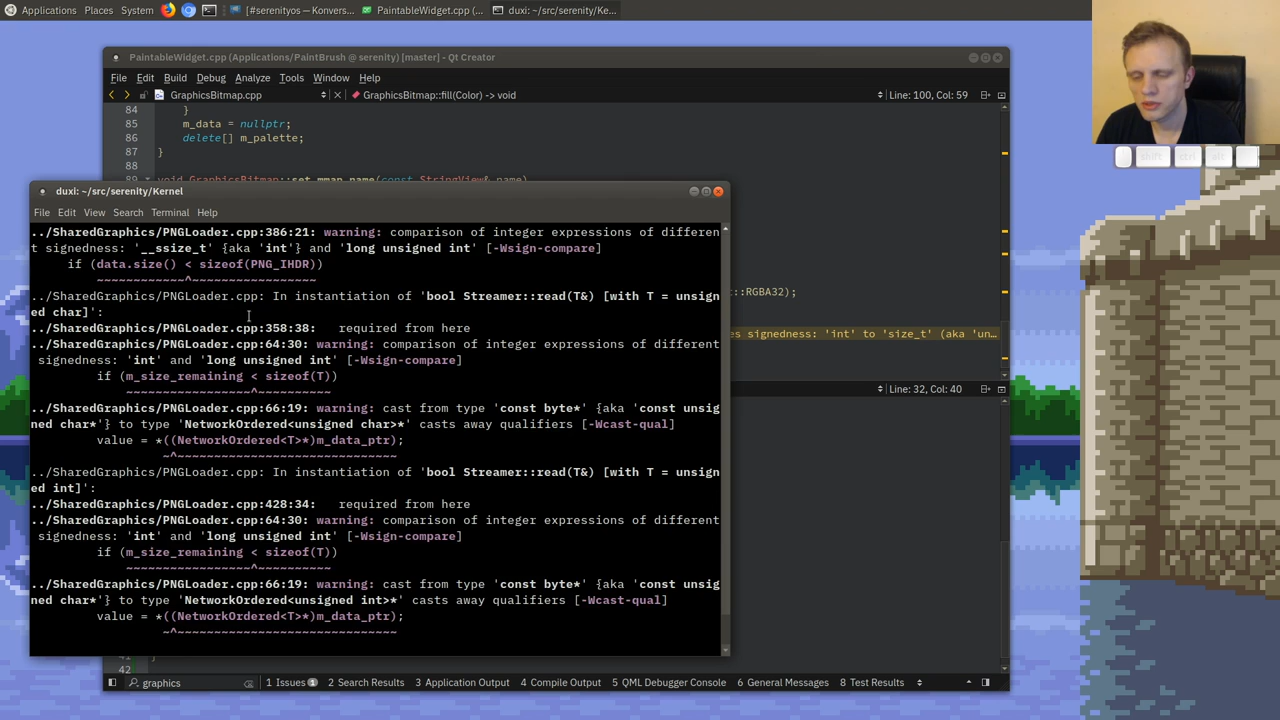 Applications Places System [#serenityos — Konvers... PaintableWidget.cpp (... duxi: ~/src/serenity/Ke...
PaintableWidget.cpp (Applications/PaintBrush @ serenity) [master] - Qt Creator
File Edit Build Debug Analyze Tools Window Help
GraphicsBitmap.cpp GraphicsBitmap::fill(Color) -> void Line: 100, Col: 59
84 }
85 m_data = nullptr;
86 delete[] m_palette;
87 }
88
shift ctrl alt
duxi: ~/src/serenity/Kernel
File Edit View Search Terminal Help
../SharedGraphics/PNGLoader.cpp:386:21: warning: comparison of integer expressions of differen
t signedness: '__ssize_t' {aka 'int'} and 'long unsigned int' [-Wsign-compare]
if (data.size() < sizeof(PNG_IHDR))
~~~~~~~~~~~~^~~~~~~~~~~~~~~~~~
../SharedGraphics/PNGLoader.cpp: In instantiation of 'bool Streamer::read(T&) [with T = unsign
ed char]':
../SharedGraphics/PNGLoader.cpp:358:38:   required from here
../SharedGraphics/PNGLoader.cpp:64:30: warning: comparison of integer expressions of different
signedness: 'int' and 'long unsigned int' [-Wsign-compare]
if (m_size_remaining < sizeof(T))
~~~~~~~~~~~~~~~~~^~~~~~~~~~~
../SharedGraphics/PNGLoader.cpp:66:19: warning: cast from type 'const byte*' {aka 'const unsig
ned char*'} to type 'NetworkOrdered<unsigned char>*' casts away qualifiers [-Wcast-qual]
value = *((NetworkOrdered<T>*)m_data_ptr);
~^~~~~~~~~~~~~~~~~~~~~~~~~~~~~~
../SharedGraphics/PNGLoader.cpp: In instantiation of 'bool Streamer::read(T&) [with T = unsign
ed int]':
../SharedGraphics/PNGLoader.cpp:428:34:   required from here
../SharedGraphics/PNGLoader.cpp:64:30: warning: comparison of integer expressions of different
signedness: 'int' and 'long unsigned int' [-Wsign-compare]
if (m_size_remaining < sizeof(T))
~~~~~~~~~~~~~~~~~^~~~~~~~~~~
../SharedGraphics/PNGLoader.cpp:66:19: warning: cast from type 'const byte*' {aka 'const unsig
ned char*'} to type 'NetworkOrdered<unsigned int>*' casts away qualifiers [-Wcast-qual]
value = *((NetworkOrdered<T>*)m_data_ptr);
~^~~~~~~~~~~~~~~~~~~~~~~~~~~~~~
::RGBA32);
es signedness: 'int' to 'size_t' (aka 'un...
Line: 32, Col: 40
42
graphics 1 Issues 1 2 Search Results 3 Application Output 4 Compile Output 5 QML Debugger Console 6 General Messages 8 Test Results